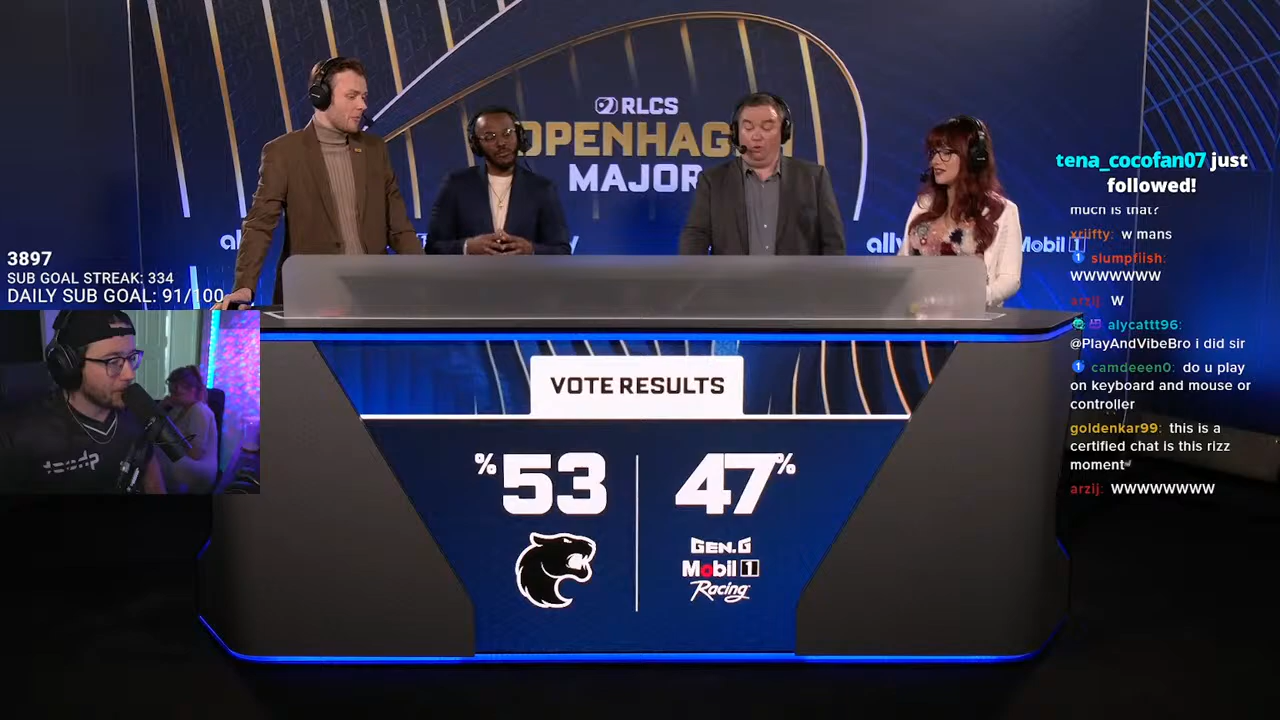 RLCS
OPENHAG
MAJOR
ally
Mobil 1
tena_cocofan07 just
followed!
much is that?
xriifty: w mans
slumpfiish:
WWWWWWW
arzij: W
alycattt96:
@PlayAndVibeBro i did sir
camdeeen0: do u play
on keyboard and mouse or
controller
goldenkar99: this is a
certified chat is this rizz
moment
arzij: WWWWWWWW
3897
SUB GOAL STREAK: 334
DAILY SUB GOAL: 91/100
VOTE RESULTS
%53
47%
GEN.G
Mobil 1
Racing